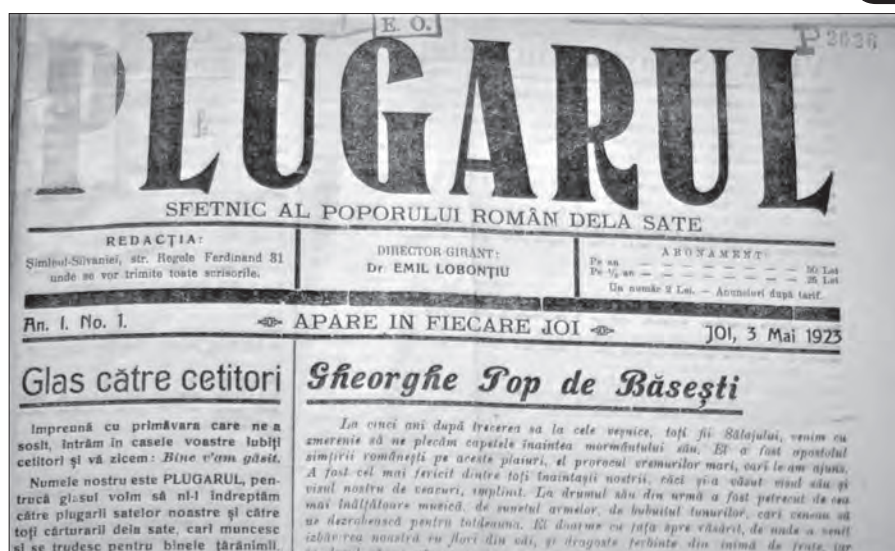 E. O.
P 2626
PLUGARUL
SFETNIC AL POPORULUI ROMÂN DELA SATE
REDACȚIA:
Șimleul-Silvaniei, str. Regele Ferdinand 31
unde se vor trimite toate scrisorile.
DIRECTOR-GIRANT:
Dr. EMIL LOBONȚIU
ABONAMENT:
Pe an — — — — — — — 50 Lei
Pe ½ an — — — — — — — 25 Lei
Un număr 2 Lei. — Anunțuri după tarif.
An. I. No. 1.
APARE IN FIECARE JOI
JOI, 3 Mai 1923
Glas către cetitori
Impreună cu primăvara care ne a
sosit, întrăm în casele voastre iubiți
cetitori și vă zicem: Bine v'am găsit.
Numele nostru este PLUGARUL, pen-
trucă glasul voim să ni-l îndreptăm
către plugarii satelor noastre și către
toți cărturarii dela sate, cari muncesc
și se trudesc pentru binele țărănimii.
Gheorghe Pop de Băsești
La cinci ani după trecerea sa la cele veșnice, toți fii Sălajului, venim cu
smerenie să ne plecăm capetele înaintea mormântului său. El a fost apostolul
simțirii românești pe aceste plaiuri, el prorocul vremurilor mari, cari le am ajuns.
A fost cel mai fericit dintre toți înaintașii noștri, căci și-a văsut visul său și
visul nostru de veacuri, implinit. La drumul său din urmă a fost petrecut de cea
mai înălțătoare muzică, de sunetul armelor, de bubuitul tunurilor, cari veneau să
ne dezrobească pentru totdeauna. El doarme cu fața spre răsărit, de unde a venit
izbăvirea noastră cu flori din văi, și dragoste ferbinte din inimă de frate